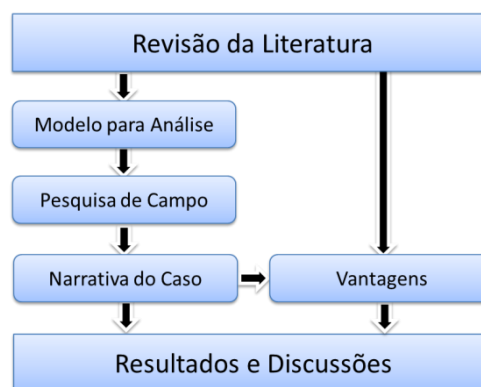 Revisão da Literatura
Modelo para Análise
Pesquisa de Campo
Narrativa do Caso
Vantagens
Resultados e Discussões